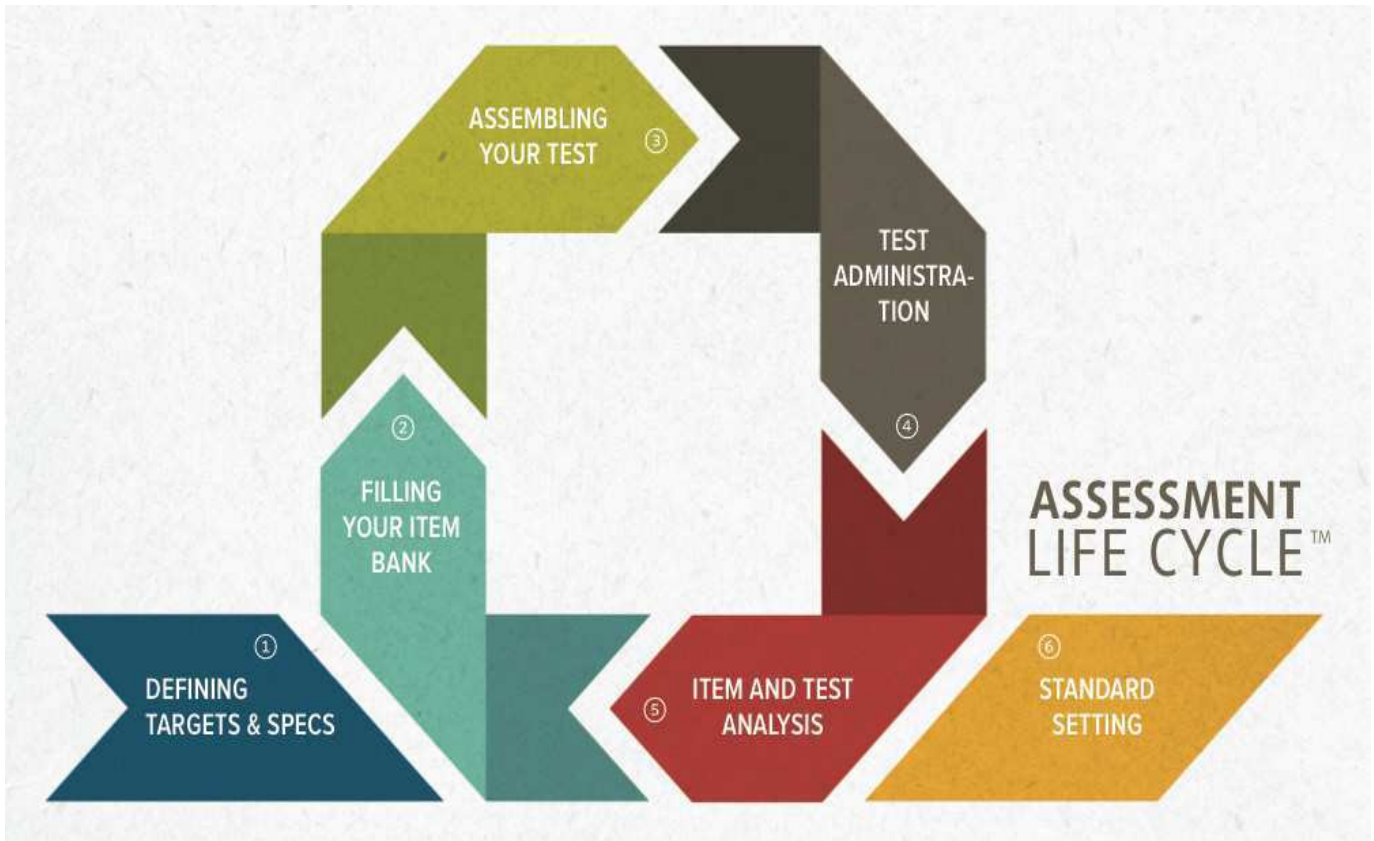 ①
DEFINING
TARGETS & SPECS
②
FILLING
YOUR ITEM
BANK
ASSEMBLING
YOUR TEST
③
TEST
ADMINISTRA-
TION
④
⑤
ITEM AND TEST
ANALYSIS
⑥
STANDARD
SETTING
ASSESSMENT
LIFE CYCLE™